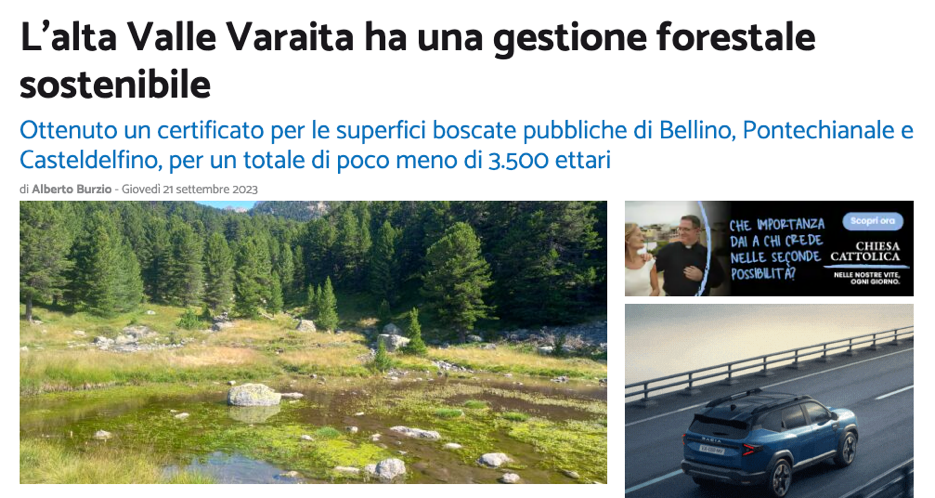 L'alta Valle Varaita ha una gestione forestale
sostenibile
Ottenuto un certificato per le superfici boscate pubbliche di Bellino, Pontechianale e
Casteldelfino, per un totale di poco meno di 3.500 ettari
di Alberto Burzio - Giovedì 21 settembre 2023
CHE IMPORTANZA
DAI A CHI CREDE
NELLE SECONDE
POSSIBILITÀ?
Scopri ora
CHIESA
CATTOLICA
NELLE NOSTRE VITE,
OGNI GIORNO.
DACIA